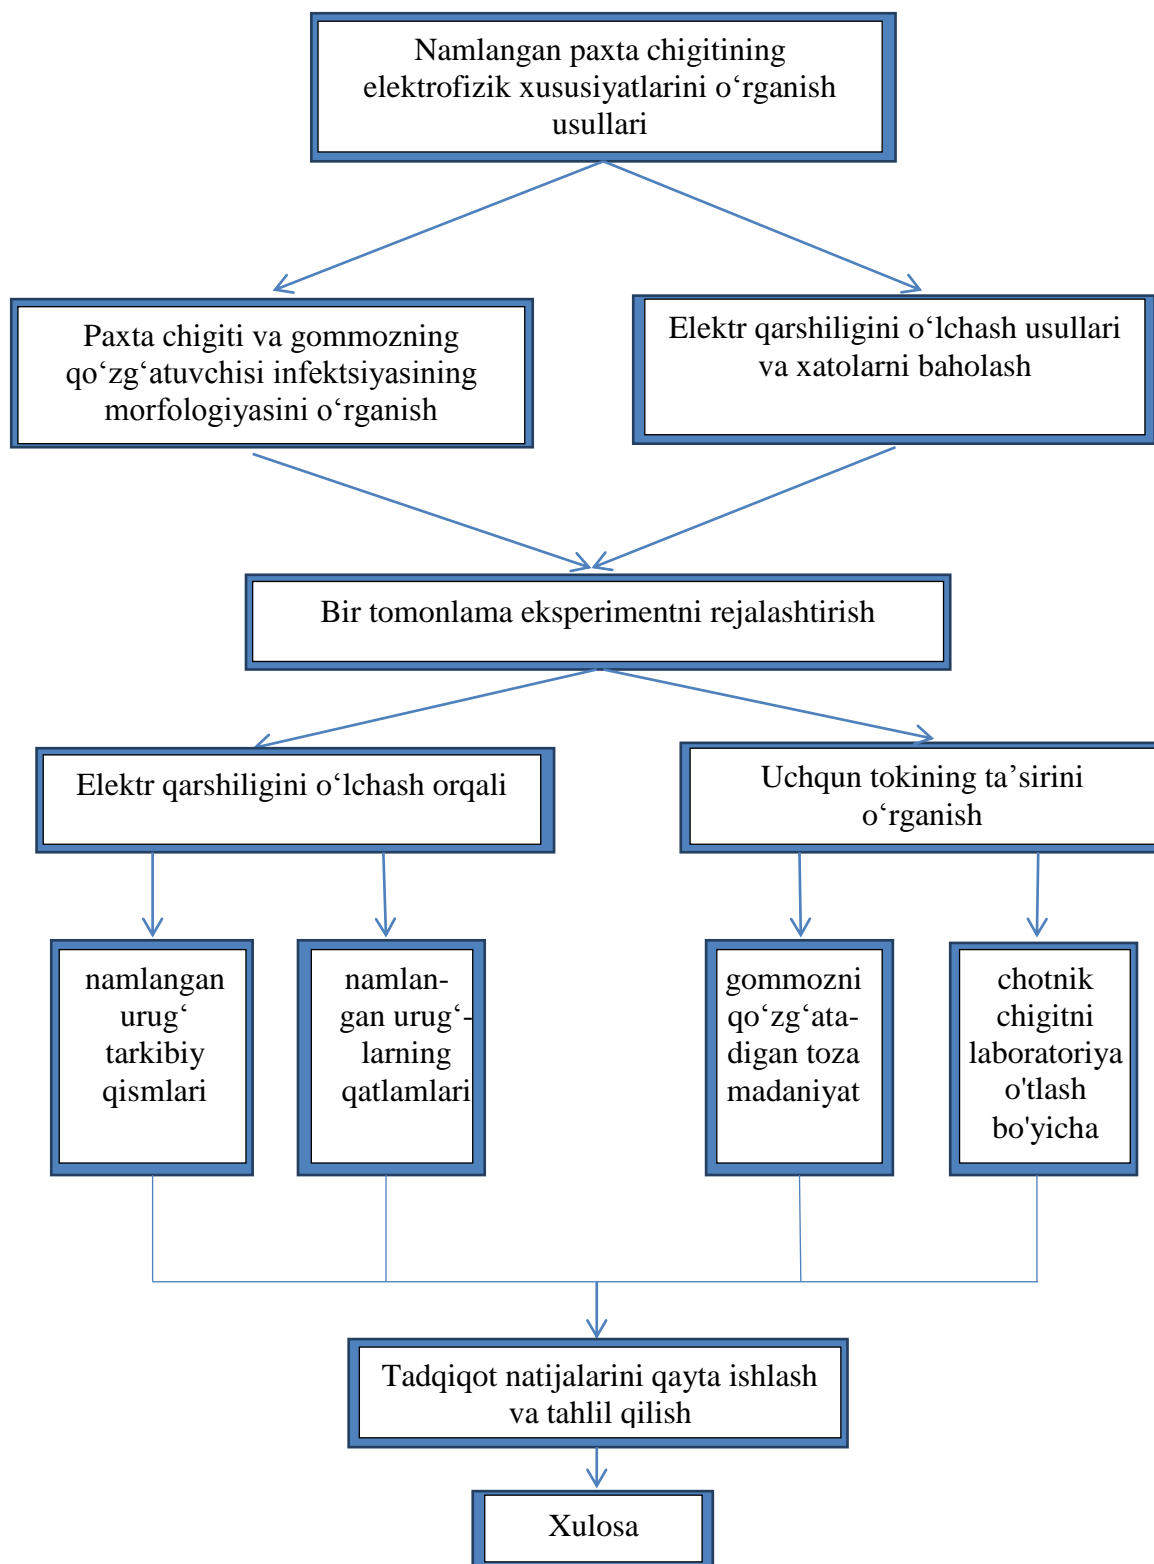 Namlangan paxta chigitining
elektrofizik xususiyatlarini o‘rganish
usullari
Paxta chigiti va gommozning
qo‘zg‘atuvchisi infektsiyasining
morfologiyasini o‘rganish
Elektr qarshiligini o‘lchash usullari
va xatolarni baholash
Bir tomonlama eksperimentni rejalashtirish
Elektr qarshiligini o‘lchash orqali
Uchqun tokining ta’sirini
o‘rganish
namlangan
urug‘
tarkibiy
qismlari
namlan-
gan urug‘-
larning
qatlamlari
gommozni
qo‘zg‘ata-
digan toza
madaniyat
chotnik
chigitni
laboratoriya
o'tlash
bo'yicha
Tadqiqot natijalarini qayta ishlash
va tahlil qilish
Xulosa